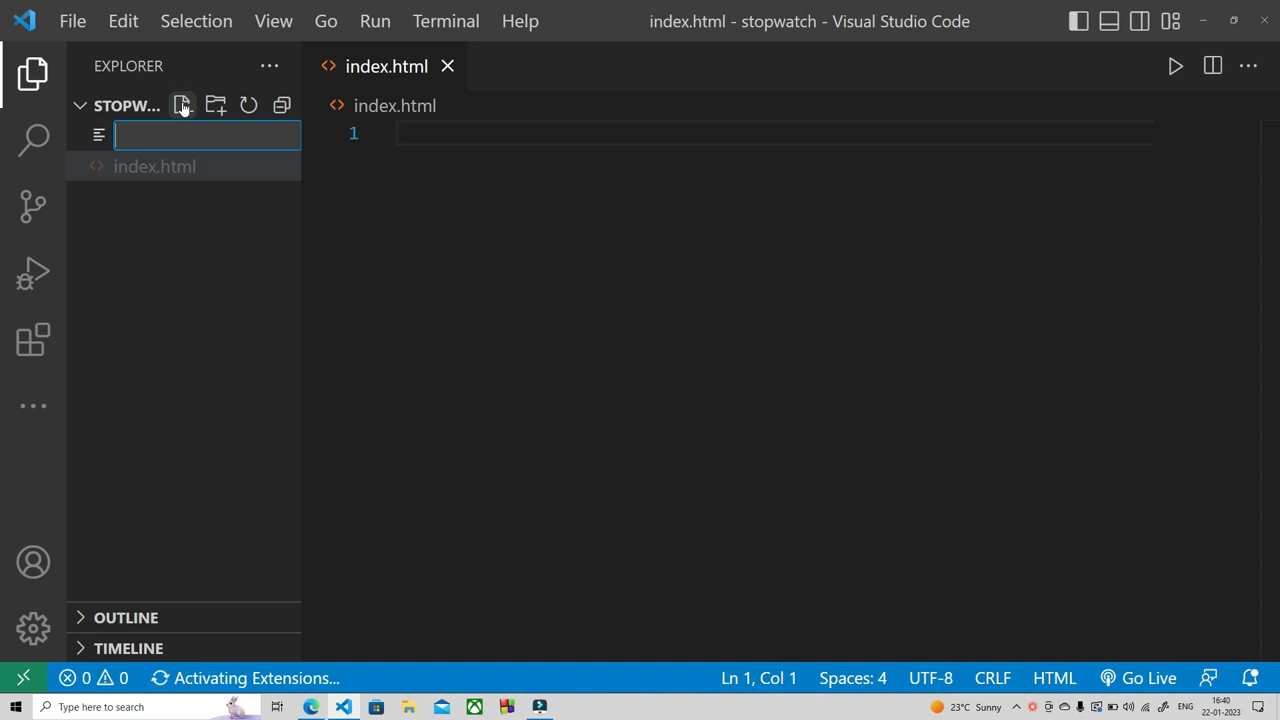 File Edit Selection View Go Run Terminal Help index.html - stopwatch - Visual Studio Code
EXPLORER
index.html
STOPW...
index.html
1
index.html
OUTLINE
TIMELINE
0 0 Activating Extensions... Ln 1, Col 1 Spaces: 4 UTF-8 CRLF HTML Go Live
Type here to search
23°C Sunny
ENG
16:40
22-01-2023